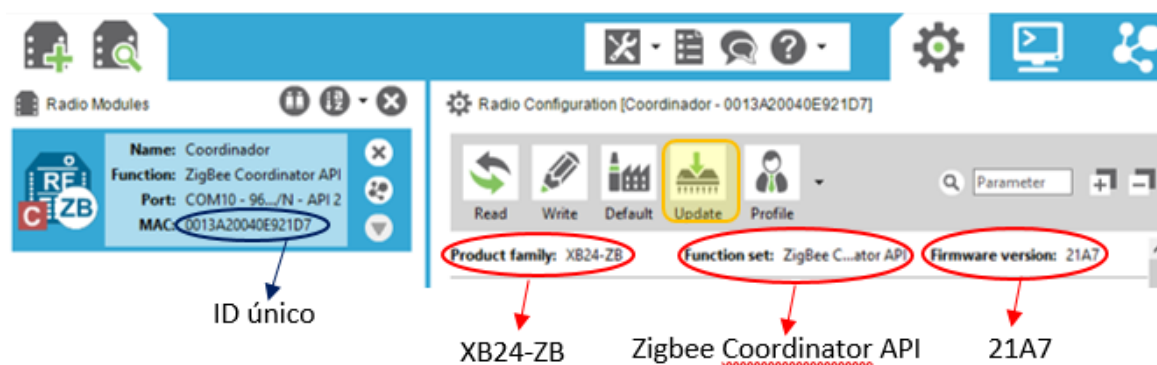 Radio Modules
Radio Configuration [Coordinador - 0013A20040E921D7]
Name: Coordinador
Function: ZigBee Coordinator API
Port: COM10 - 96.../N - API 2
MAC: 0013A20040E921D7
RF
ZB
C
Parameter
Read Write Default Update Profile
Product family: XB24-ZB Function set: ZigBee C...ator API Firmware version: 21A7
ID único
XB24-ZB Zigbee Coordinator API 21A7